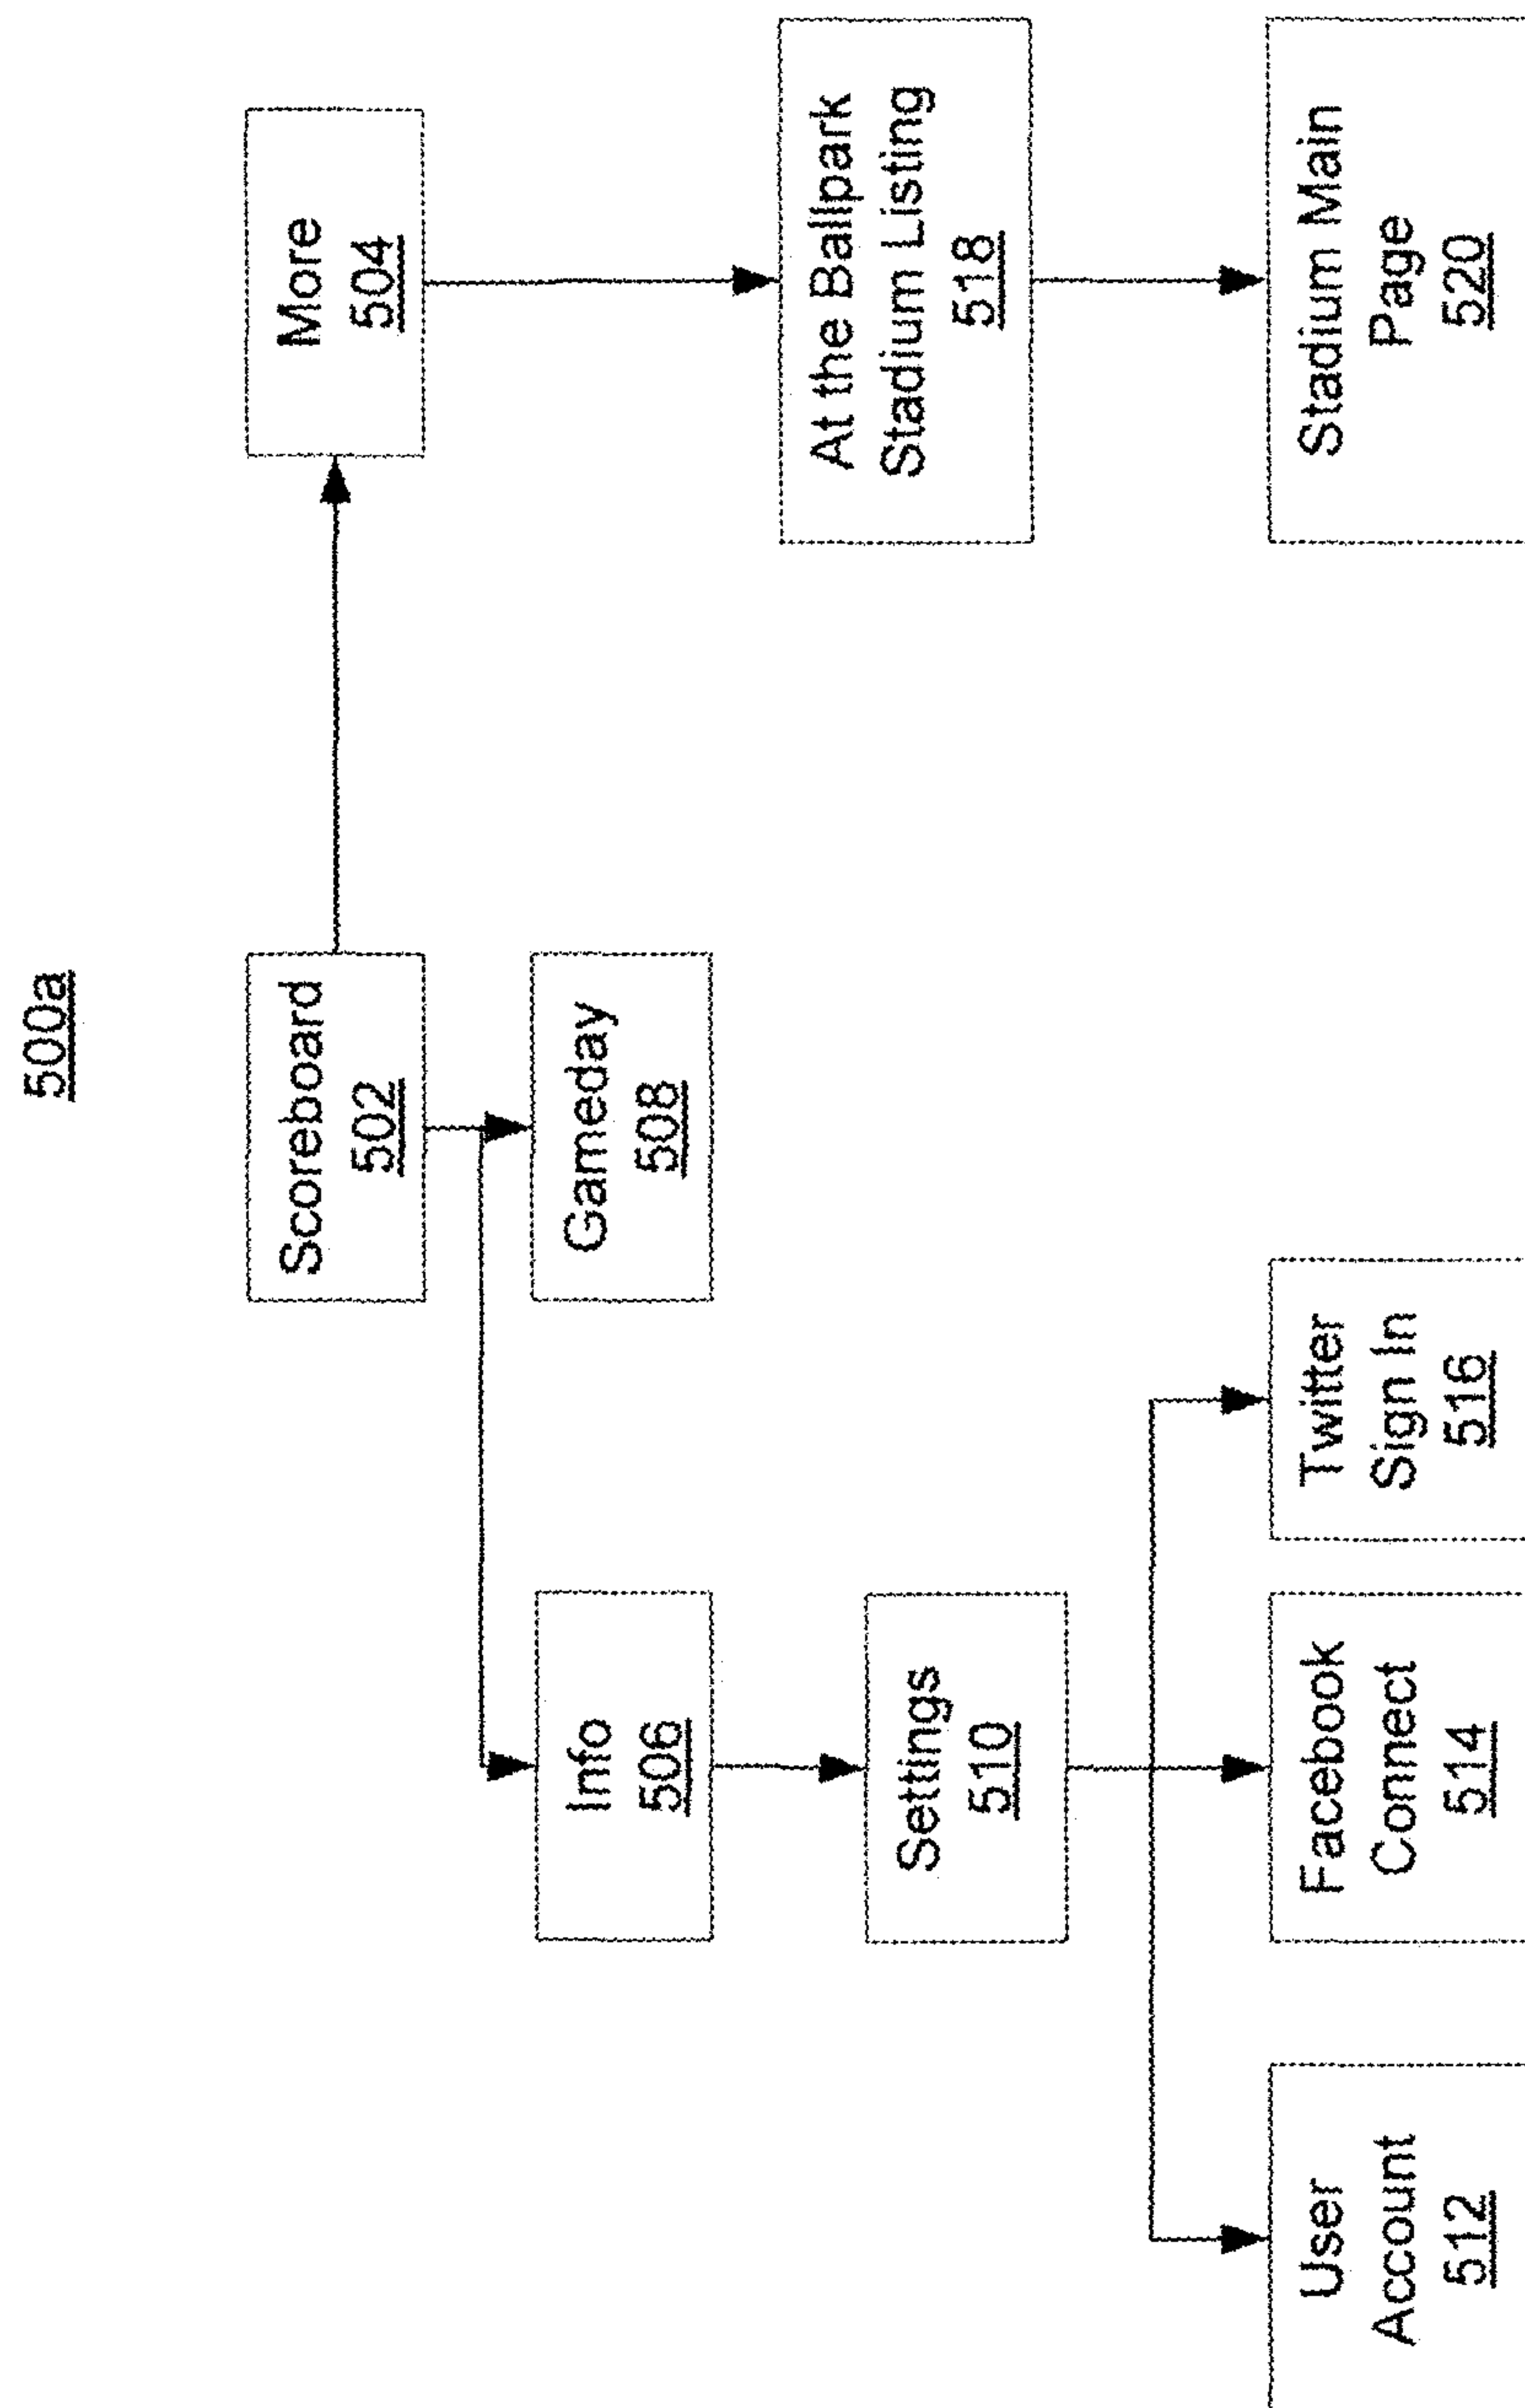 500a
Scoreboard
502
More
504
Info
506
Gameday
508
Settings
510
At the Ballpark
Stadium Listing
518
User
Account
512
Facebook
Connect
514
Twitter
Sign In
516
Stadium Main
Page
520